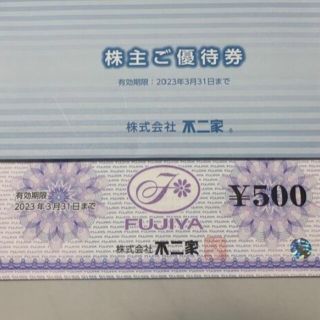 株主ご優待券
有効期限：2023年3月31日まで
株式会社 不二家。
有効期限
2023年3月31日まで
F
FUJIYA
¥500
株式会社 不二家